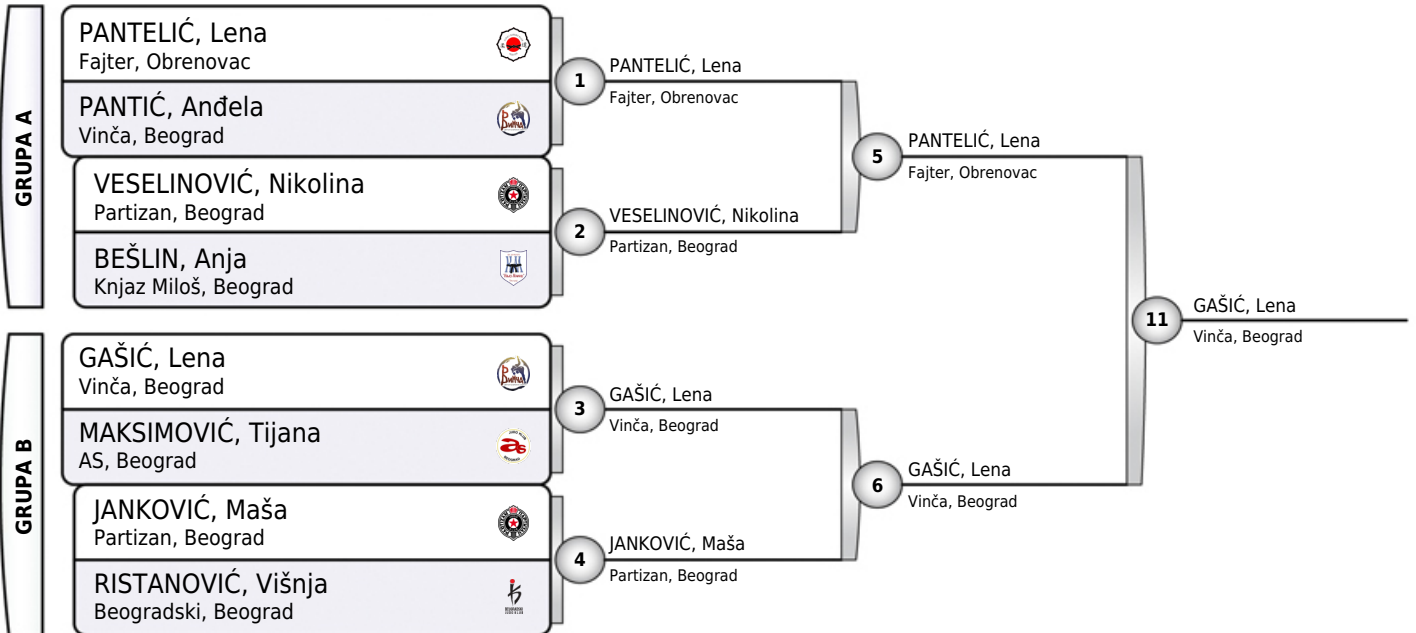 GRUPA A
PANTELIĆ, Lena
Fajter, Obrenovac
PANTIĆ, Anđela
Vinča, Beograd
VESELINOVIĆ, Nikolina
Partizan, Beograd
BEŠLIN, Anja
Knjaz Miloš, Beograd
1
PANTELIĆ, Lena
Fajter, Obrenovac
2
VESELINOVIĆ, Nikolina
Partizan, Beograd
5
PANTELIĆ, Lena
Fajter, Obrenovac
GRUPA B
GAŠIĆ, Lena
Vinča, Beograd
MAKSIMOVIĆ, Tijana
AS, Beograd
as
JANKOVIĆ, Maša
Partizan, Beograd
RISTANOVIĆ, Višnja
Beogradski, Beograd
3
GAŠIĆ, Lena
Vinča, Beograd
4
JANKOVIĆ, Maša
Partizan, Beograd
6
GAŠIĆ, Lena
Vinča, Beograd
11
GAŠIĆ, Lena
Vinča, Beograd